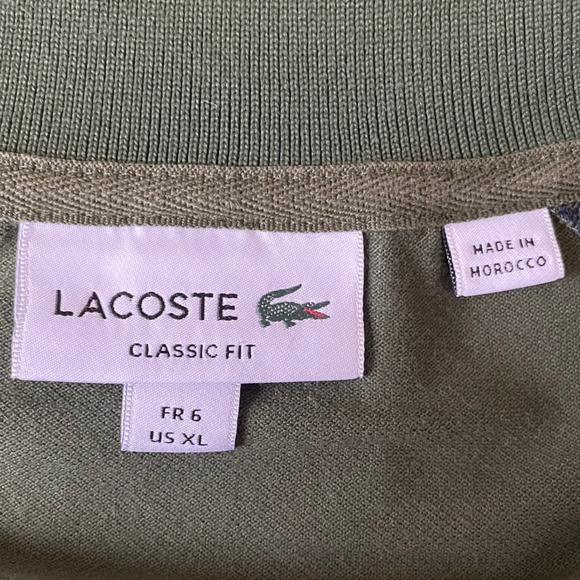 LACOSTE
CLASSIC FIT
FR 6
US XL
MADE IN
MOROCCO